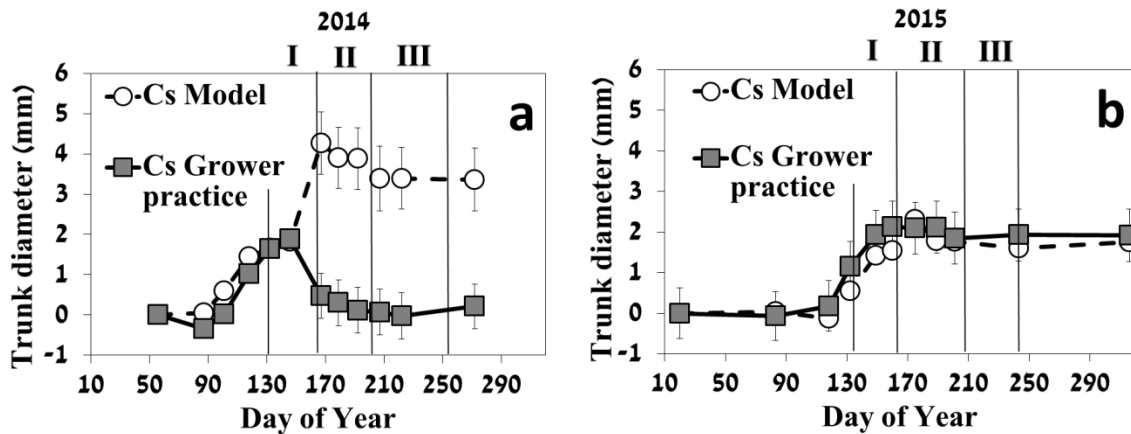 2014
I II III
Trunk diameter (mm)
6
5
4
3
2
1
0
-1
Cs Model
Cs Grower
practice
a
10 50 90 130 170 210 250 290
Day of Year
2015
I II III
Trunk diameter (mm)
6
5
4
3
2
1
0
-1
Cs Model
Cs Grower
practice
b
10 50 90 130 170 210 250 290
Day of Year